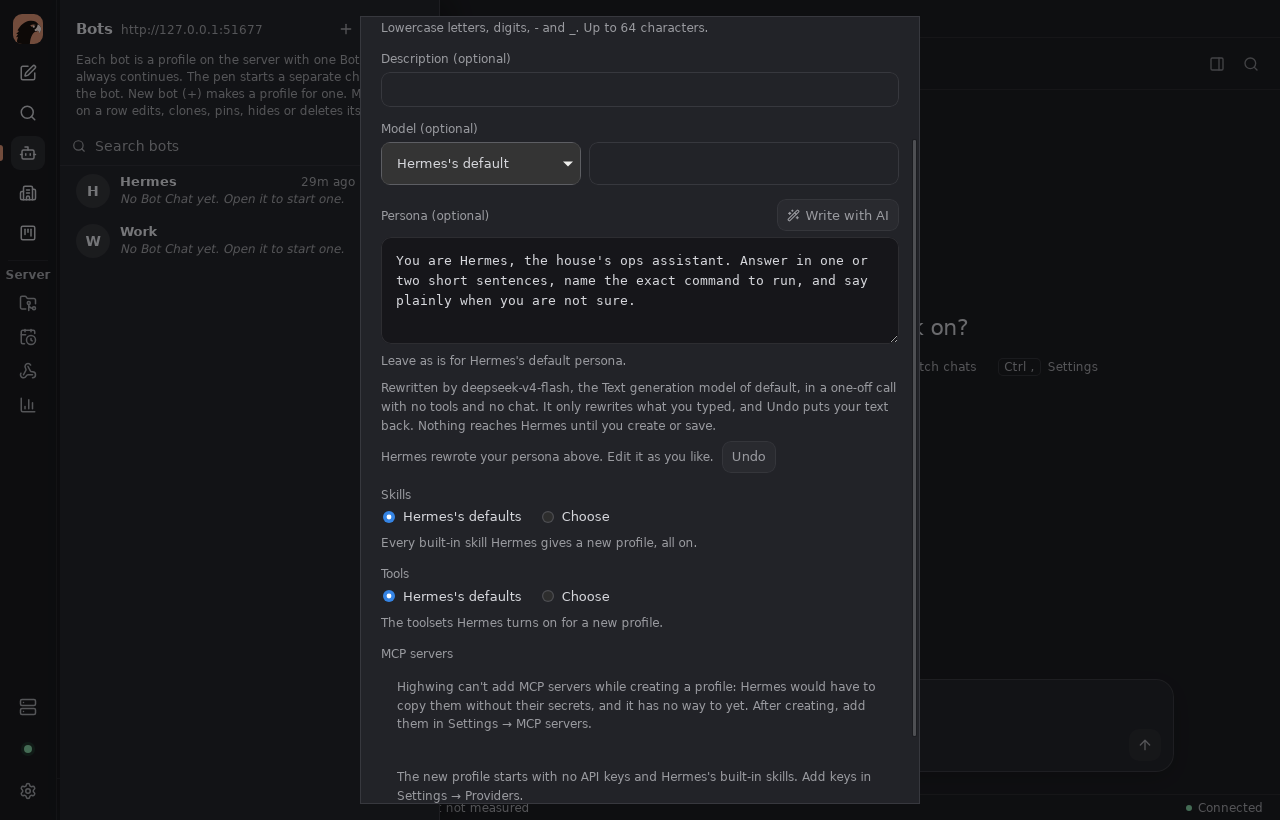 Bots http://127.0.0.1:51677
Each bot is a profile on the server with one Bot
always continues. The pen starts a separate ch
the bot. New bot (+) makes a profile for one. M
on a row edits, clones, pins, hides or deletes its
Search bots
H Hermes 29m ago
No Bot Chat yet. Open it to start one.
W Work
No Bot Chat yet. Open it to start one.
Server
Lowercase letters, digits, - and _. Up to 64 characters.
Description (optional)
Model (optional)
Hermes's default
Persona (optional) Write with AI
You are Hermes, the house's ops assistant. Answer in one or
two short sentences, name the exact command to run, and say
plainly when you are not sure.
Leave as is for Hermes's default persona.
Rewritten by deepseek-v4-flash, the Text generation model of default, in a one-off call
with no tools and no chat. It only rewrites what you typed, and Undo puts your text
back. Nothing reaches Hermes until you create or save.
Hermes rewrote your persona above. Edit it as you like. Undo
Skills
Hermes's defaults Choose
Every built-in skill Hermes gives a new profile, all on.
Tools
Hermes's defaults Choose
The toolsets Hermes turns on for a new profile.
MCP servers
Highwing can't add MCP servers while creating a profile: Hermes would have to
copy them without their secrets, and it has no way to yet. After creating, add
them in Settings → MCP servers.
The new profile starts with no API keys and Hermes's built-in skills. Add keys in
Settings → Providers.
on?
tch chats Ctrl , Settings
not measured
Connected